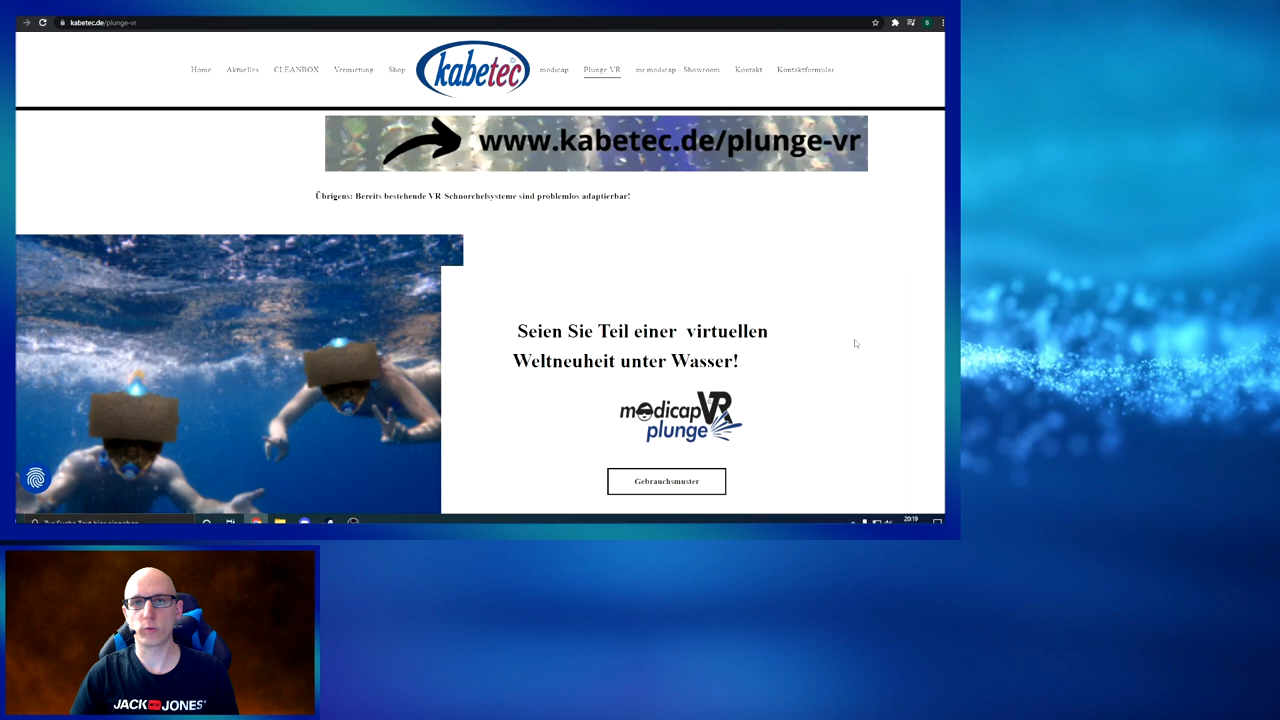 kabetec.de/plunge-vr
S
Home Aktuelles CLEANBOX Vermietung Shop kabetec modicap Plunge VR mr modicap - Showroom Kontakt Kontaktformular
www.kabetec.de/plunge-vr
Übrigens: Bereits bestehende VR Schnorchelsysteme sind problemlos adaptierbar!
Seien Sie Teil einer virtuellen
Weltneuheit unter Wasser!
modicap VR
plunge
Gebrauchsmuster
20:19
JACK JONES